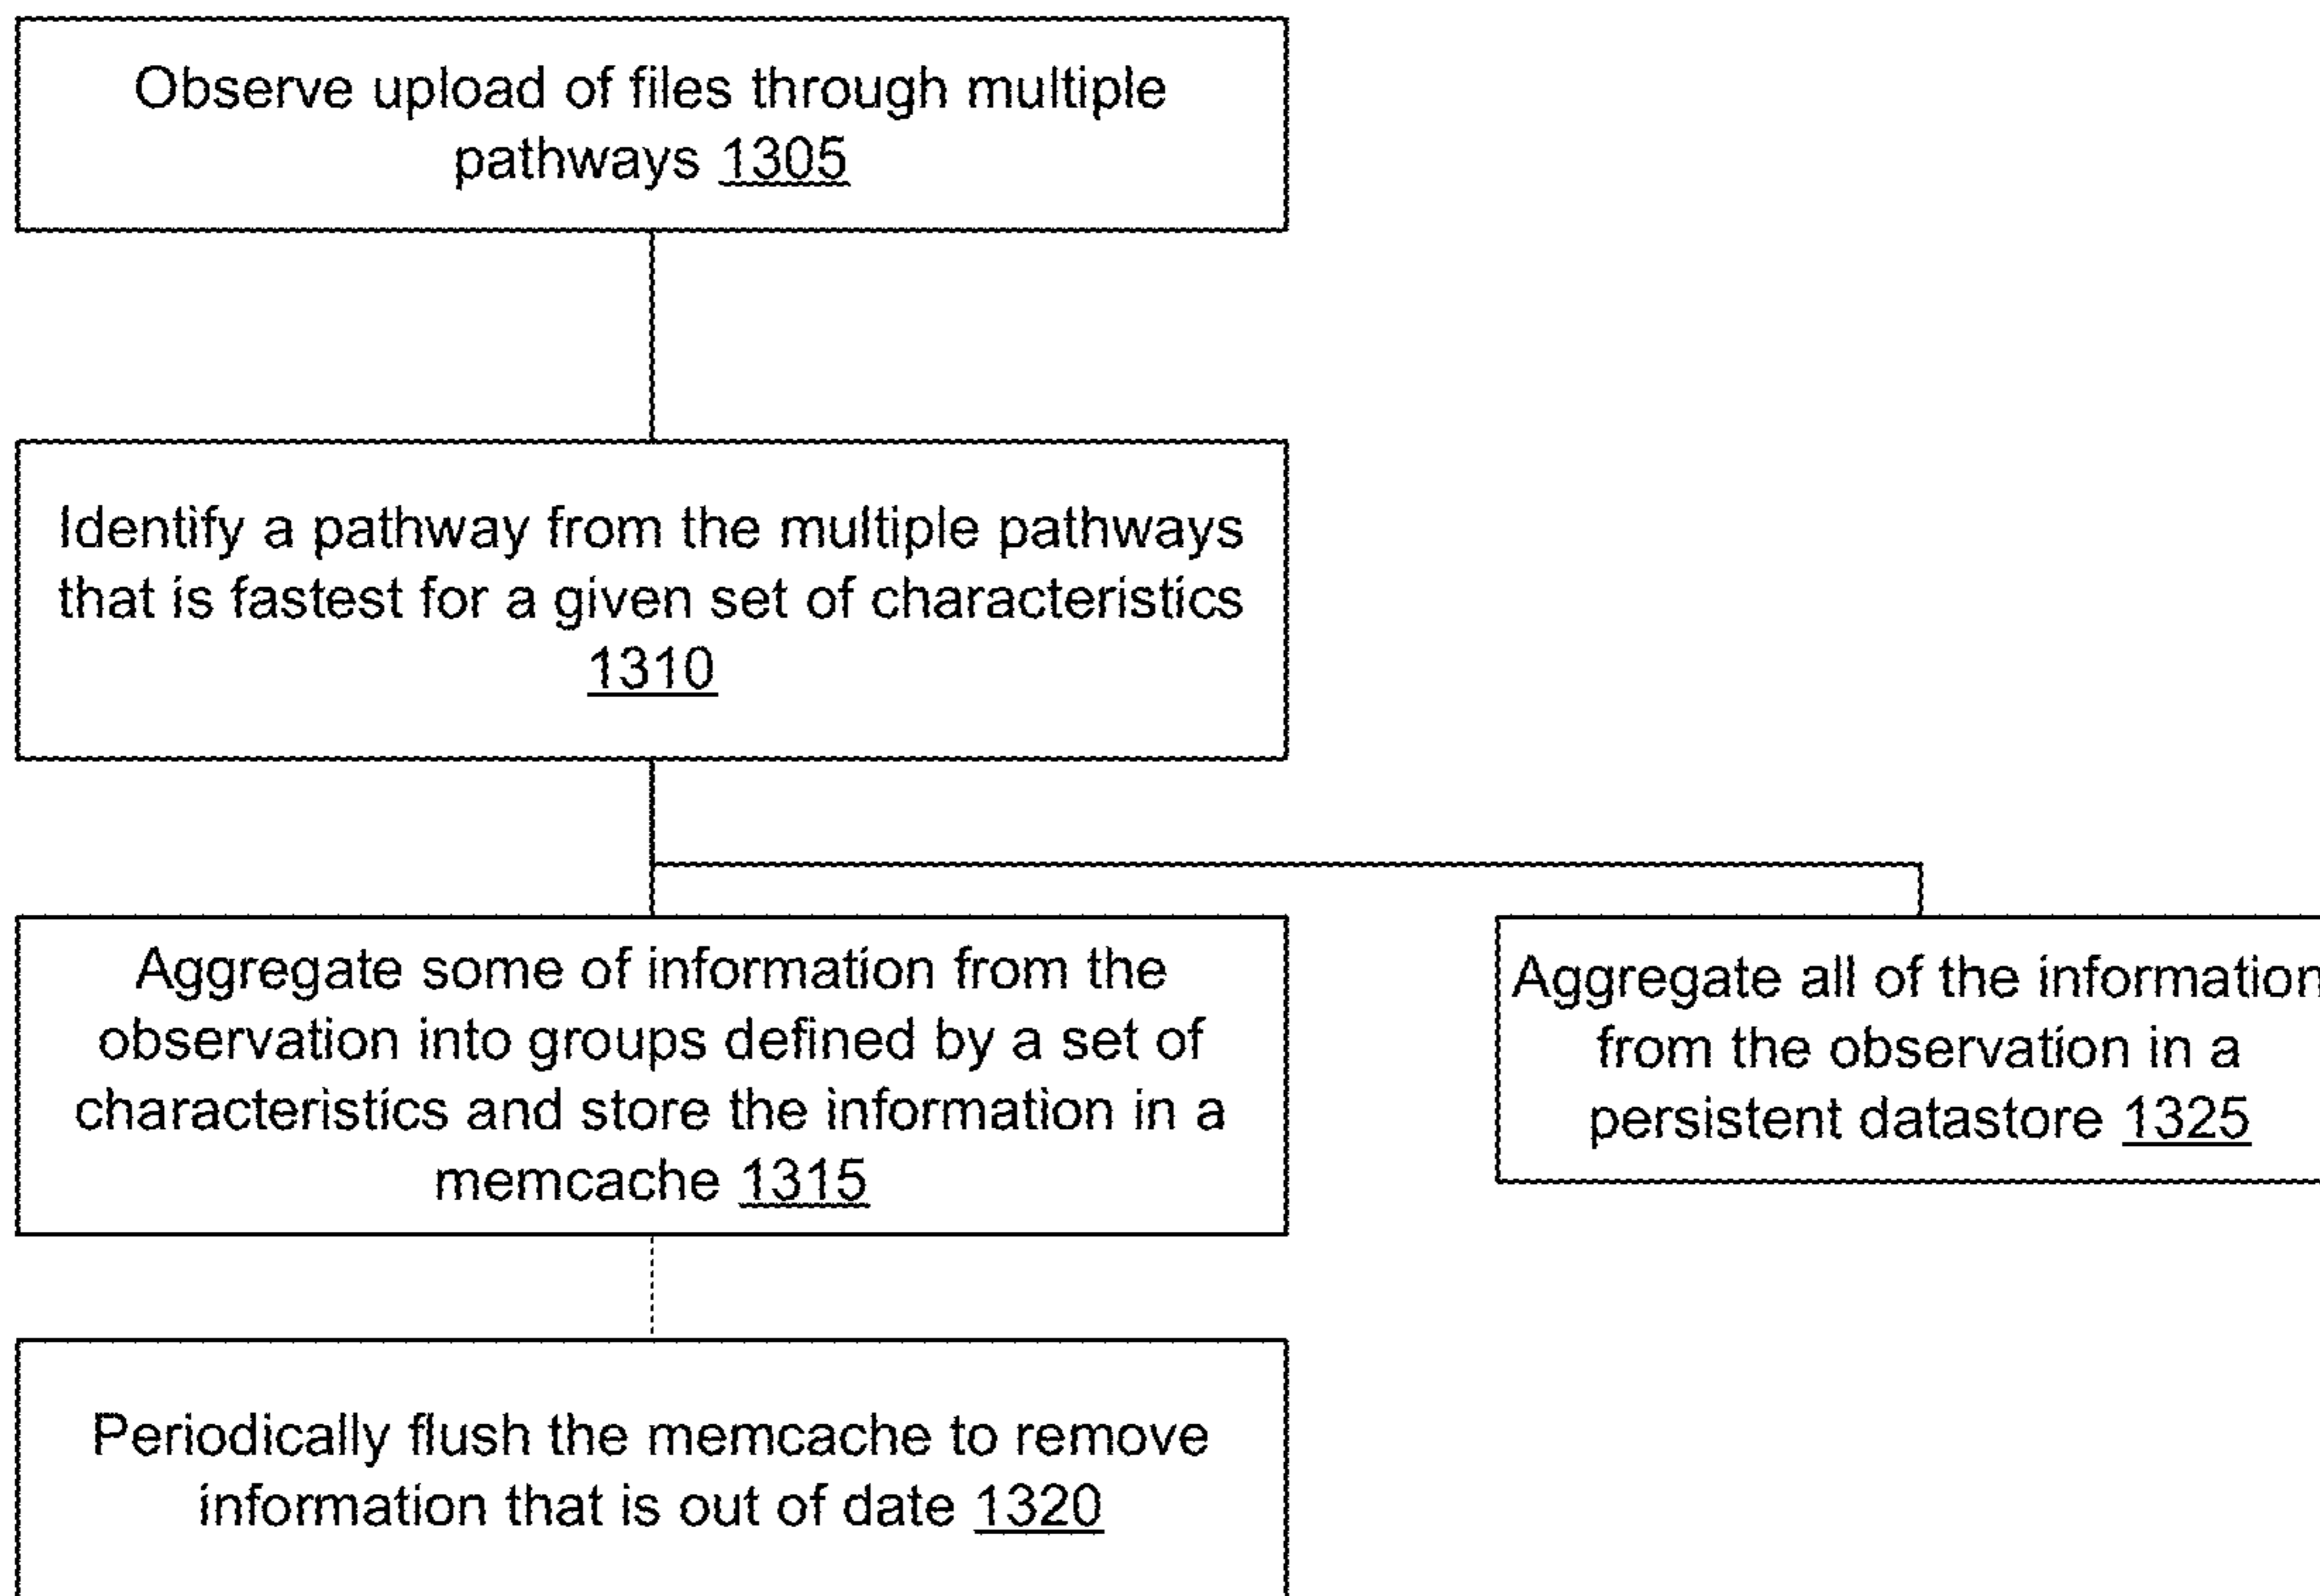 Observe upload of files through multiple
pathways 1305
Identify a pathway from the multiple pathways
that is fastest for a given set of characteristics
1310
Aggregate some of information from the
observation into groups defined by a set of
characteristics and store the information in a
memcache 1315
Aggregate all of the information
from the observation in a
persistent datastore 1325
Periodically flush the memcache to remove
information that is out of date 1320